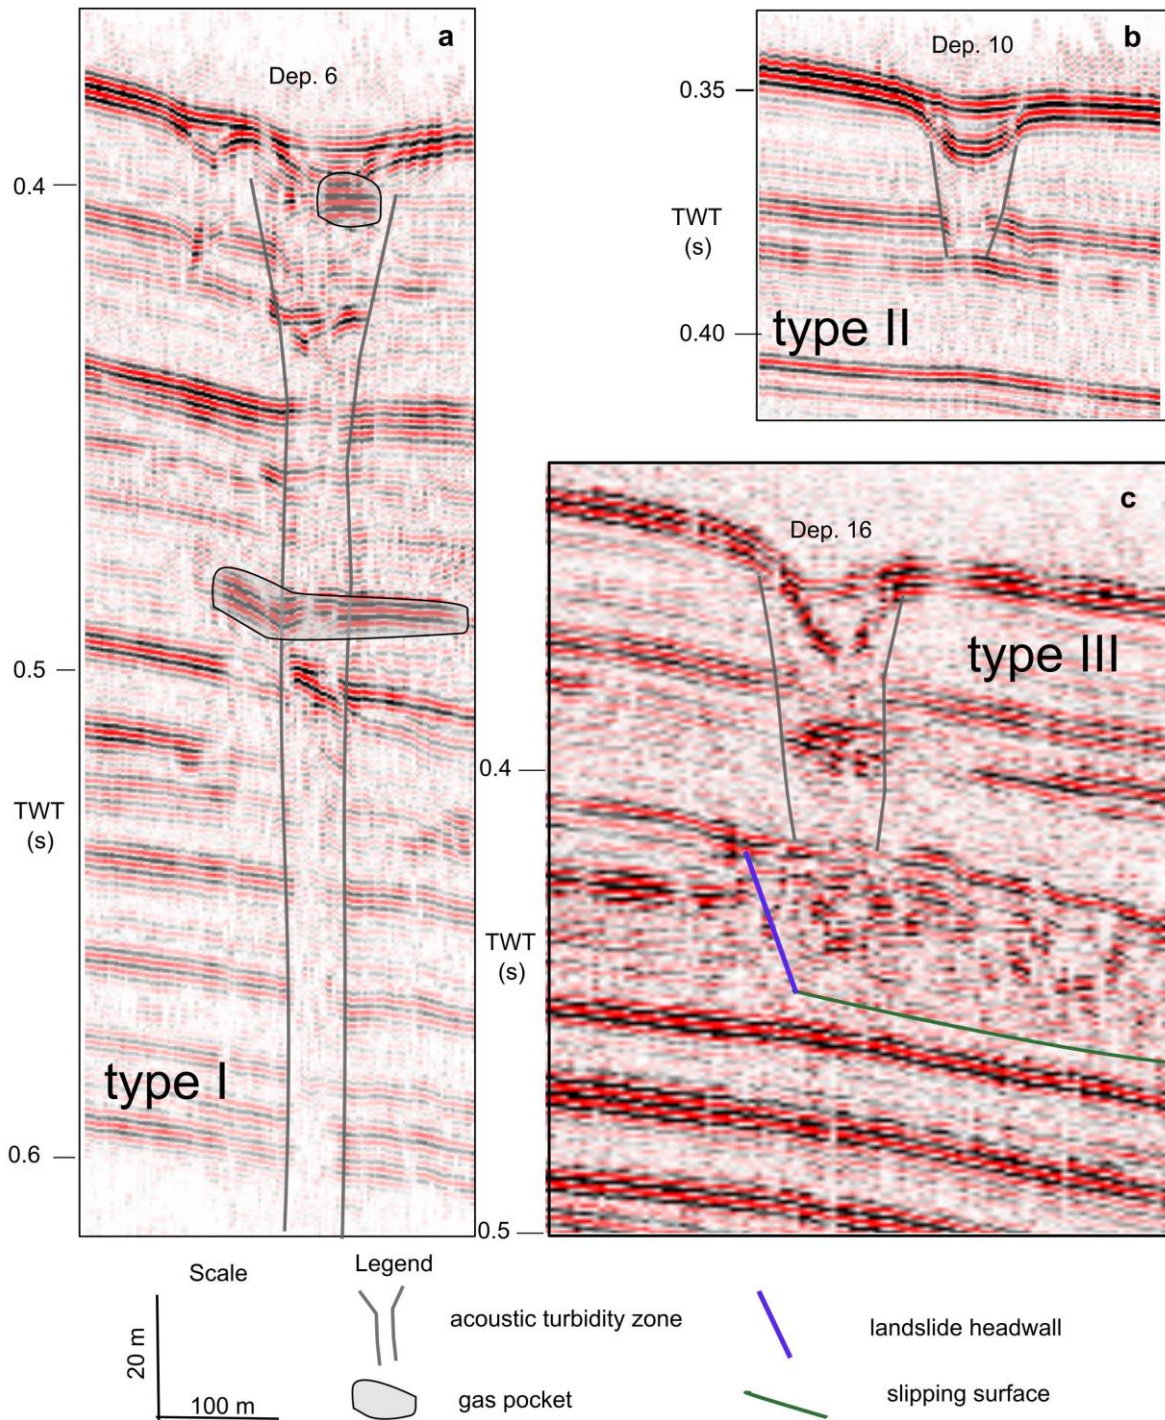 a
Dep. 6
0.4
0.5
TWT
(s)
type I
0.6
b
Dep. 10
0.35
TWT
(s)
0.40
type II
c
Dep. 16
type III
0.4
TWT
(s)
0.5
Scale
20 m
100 m
Legend
acoustic turbidity zone
gas pocket
landslide headwall
slipping surface